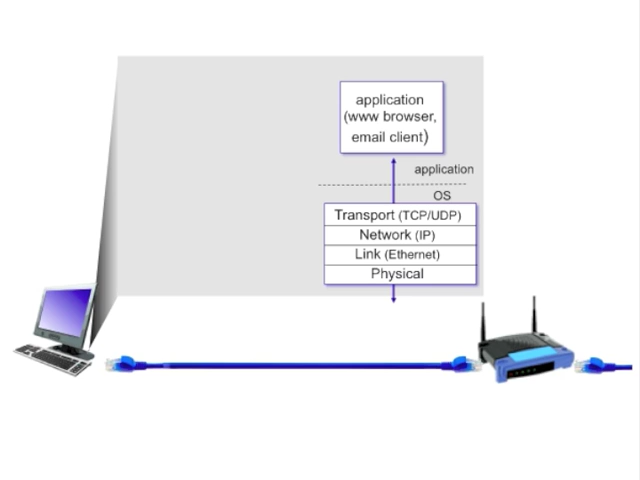 application
(www browser,
email client)
application
OS
Transport (TCP/UDP)
Network (IP)
Link (Ethernet)
Physical